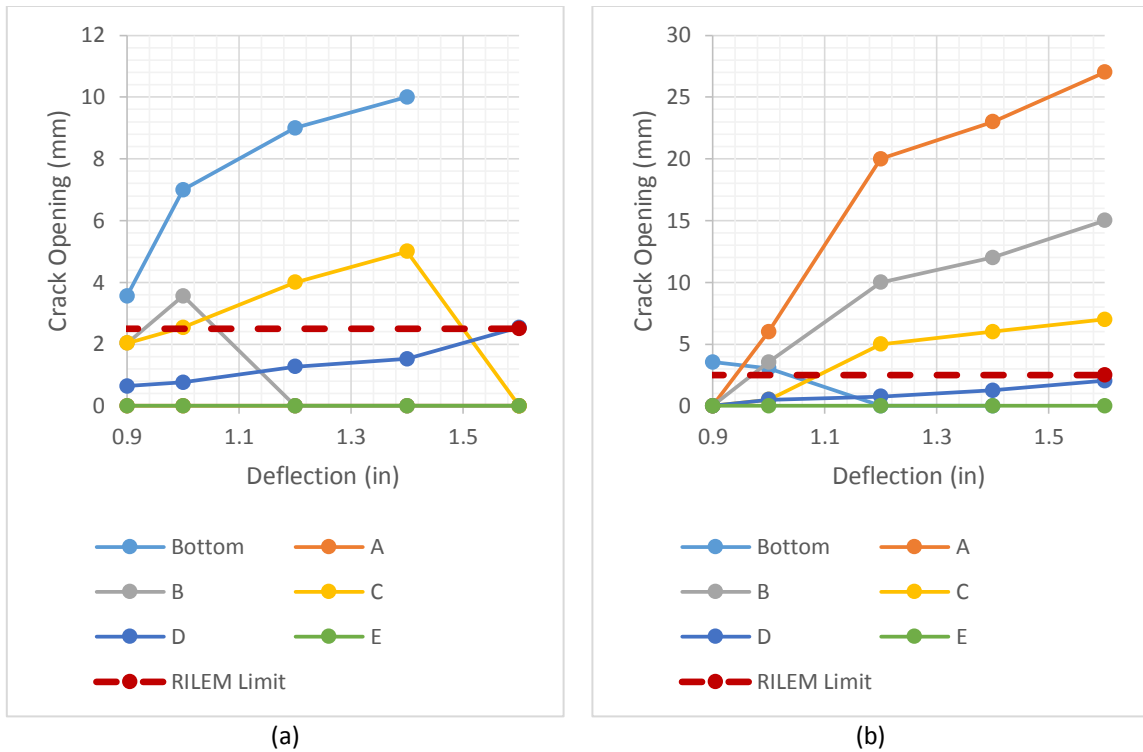 12
10
8
6
4
2
0
Crack Opening (mm)
0.9 1.1 1.3 1.5
Deflection (in)
Bottom A
B C
D E
RILEM Limit
(a)
30
25
20
15
10
5
0
Crack Opening (mm)
0.9 1.1 1.3 1.5
Deflection (in)
Bottom A
B C
D E
RILEM Limit
(b)